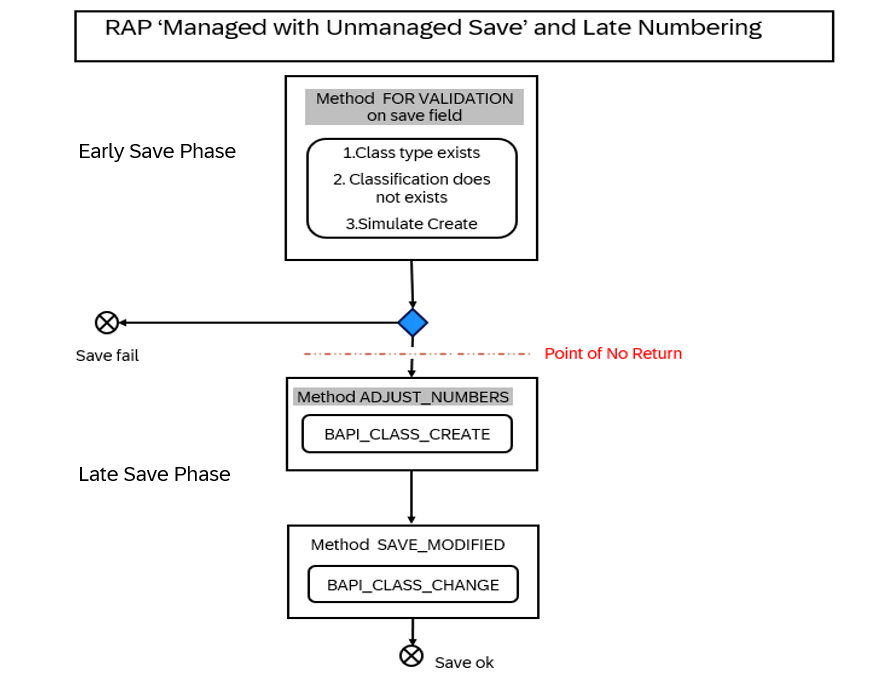 RAP ‘Managed with Unmanaged Save’ and Late Numbering
Method FOR VALIDATION
on save field
Early Save Phase
1.Class type exists
2. Classification does
not exists
3.Simulate Create
Save fail
Point of No Return
Method ADJUST_NUMBERS
BAPI_CLASS_CREATE
Late Save Phase
Method SAVE_MODIFIED
BAPI_CLASS_CHANGE
Save ok